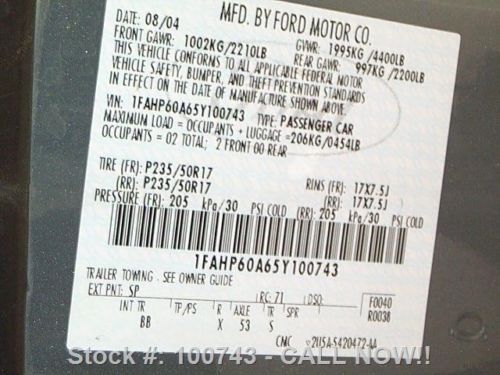 MFD. BY FORD MOTOR CO.
DATE: 08/04 GVWR: 1995KG/4400LB
FRONT GAWR: 1002KG/2210LB REAR GAWR: 997KG/2200LB
THIS VEHICLE CONFORMS TO ALL APPLICABLE FEDERAL MOTOR
VEHICLE SAFETY, BUMPER, AND THEFT PREVENTION STANDARDS
IN EFFECT ON THE DATE OF MANUFACTURE SHOWN ABOVE.
VIN: 1FAHP60A65Y100743 TYPE: PASSENGER CAR
MAXIMUM LOAD = OCCUPANTS + LUGGAGE =206KG/0454LB
OCCUPANTS = 02 TOTAL; 2 FRONT 00 REAR
TIRE (FR): P235/50R17 RIMS (FR): 17X7.5J
(RR): P235/50R17 (RR): 17X7.5J
PRESSURE (FR): 205 kPa/30 PSI COLD (RR): 205 kPa/30 PSI COLD
1FAHP60A65Y100743
TRAILER TOWING - SEE OWNER GUIDE
EXT PNT: SP RC: 71 DSO: F0040
INT TR TP/PS R AXLE TR SPR R0038
BB X 53 S
CMC 2U5A-5420472-AA
Stock #: 100743 - CALL NOW!!